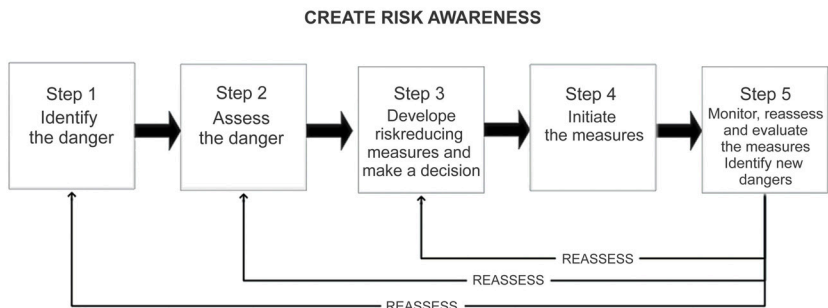 CREATE RISK AWARENESS
Step 1
Identify
the danger
Step 2
Assess
the danger
Step 3
Develope
riskreducing
measures and
make a decision
Step 4
Initiate
the measures
Step 5
Monitor, reassess
and evaluate
the measures
Identify new
dangers
REASSESS
REASSESS
REASSESS